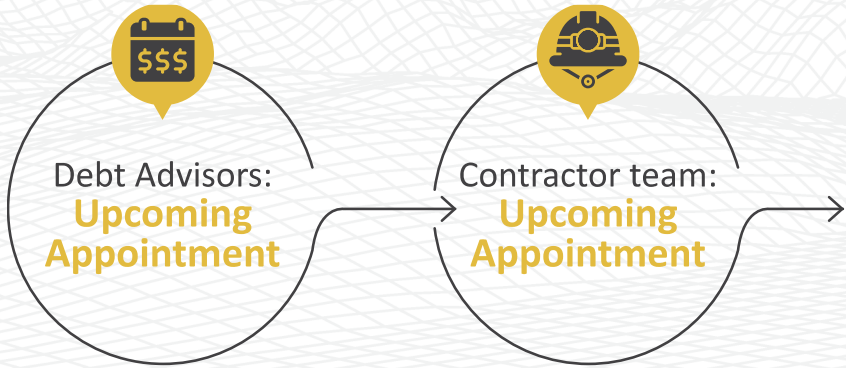 $$$
Debt Advisors:
Upcoming
Appointment
Contractor team:
Upcoming
Appointment